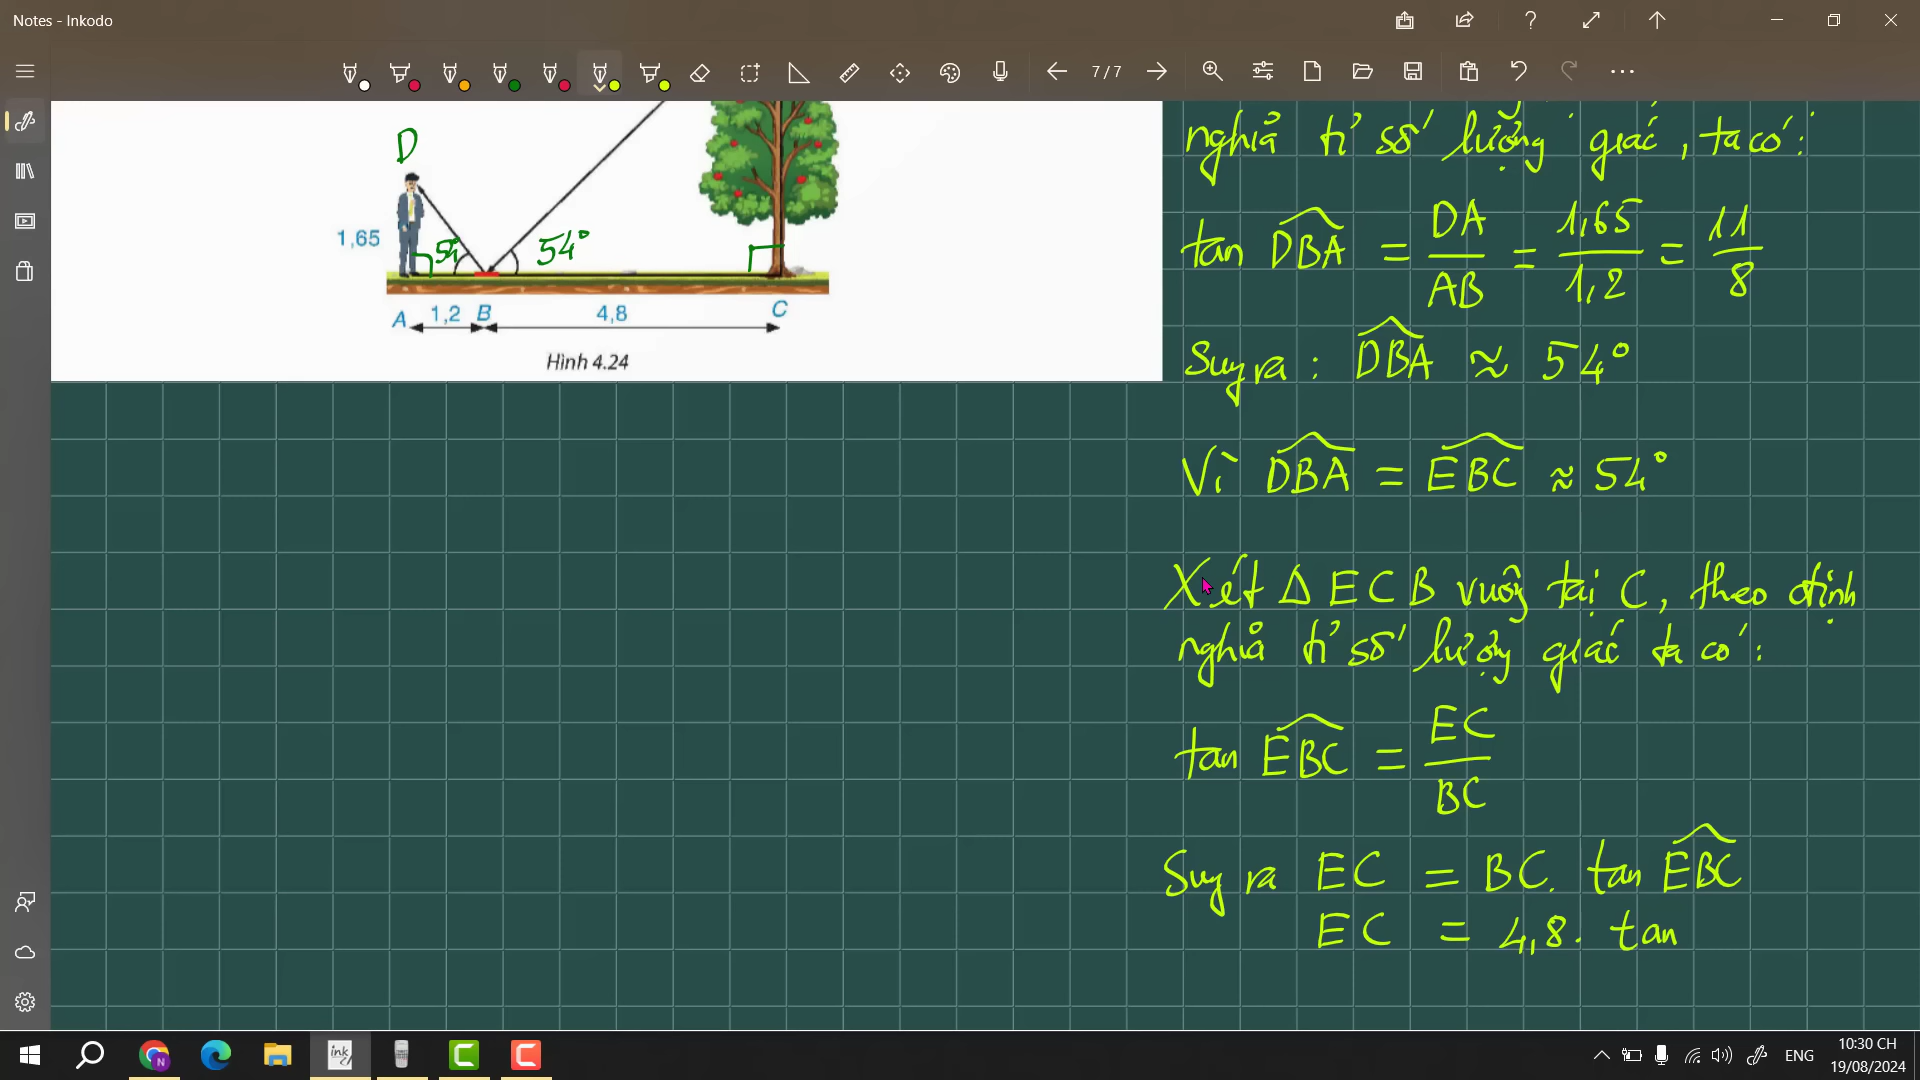 Notes - Inkodo
7 / 7
D
1,65
54
54°
A
1,2
B
4,8
C
Hình 4.24
nghĩa tỉ số lượng giác, ta có:
tan DBA = DA/AB = 1,65/1,2 = 11/8
Suy ra : DBA ≈ 54°
Vì DBA = EBC ≈ 54°
Xét Δ ECB vuông tại C, theo định
nghĩa tỉ số lượng giác ta có:
tan EBC = EC/BC
Suy ra EC = BC. tan EBC
EC = 4,8. tan
ink
N
ENG
10:30 CH
19/08/2024